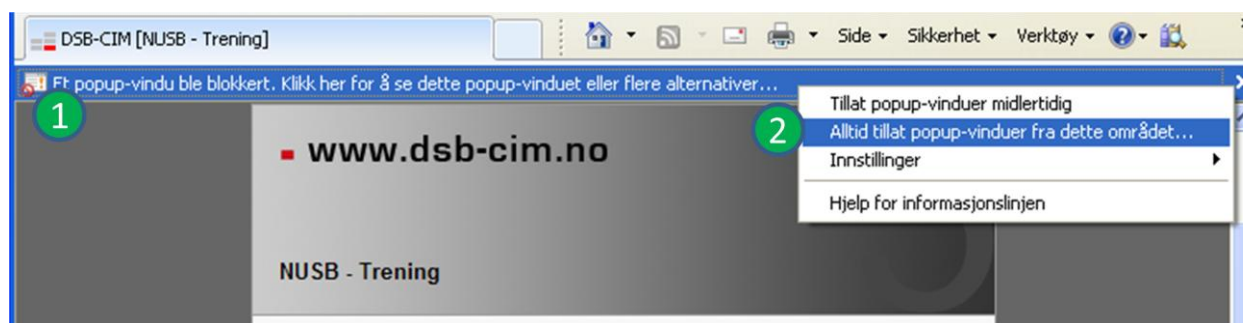 DSB-CIM [NUSB - Trening]
Side
Sikkerhet
Verktøy
Et popup-vindu ble blokkert. Klikk her for å se dette popup-vinduet eller flere alternativer...
1
2
Tillat popup-vinduer midlertidig
Alltid tillat popup-vinduer fra dette området...
Innstillinger
Hjelp for informasjonslinjen
www.dsb-cim.no
NUSB - Trening